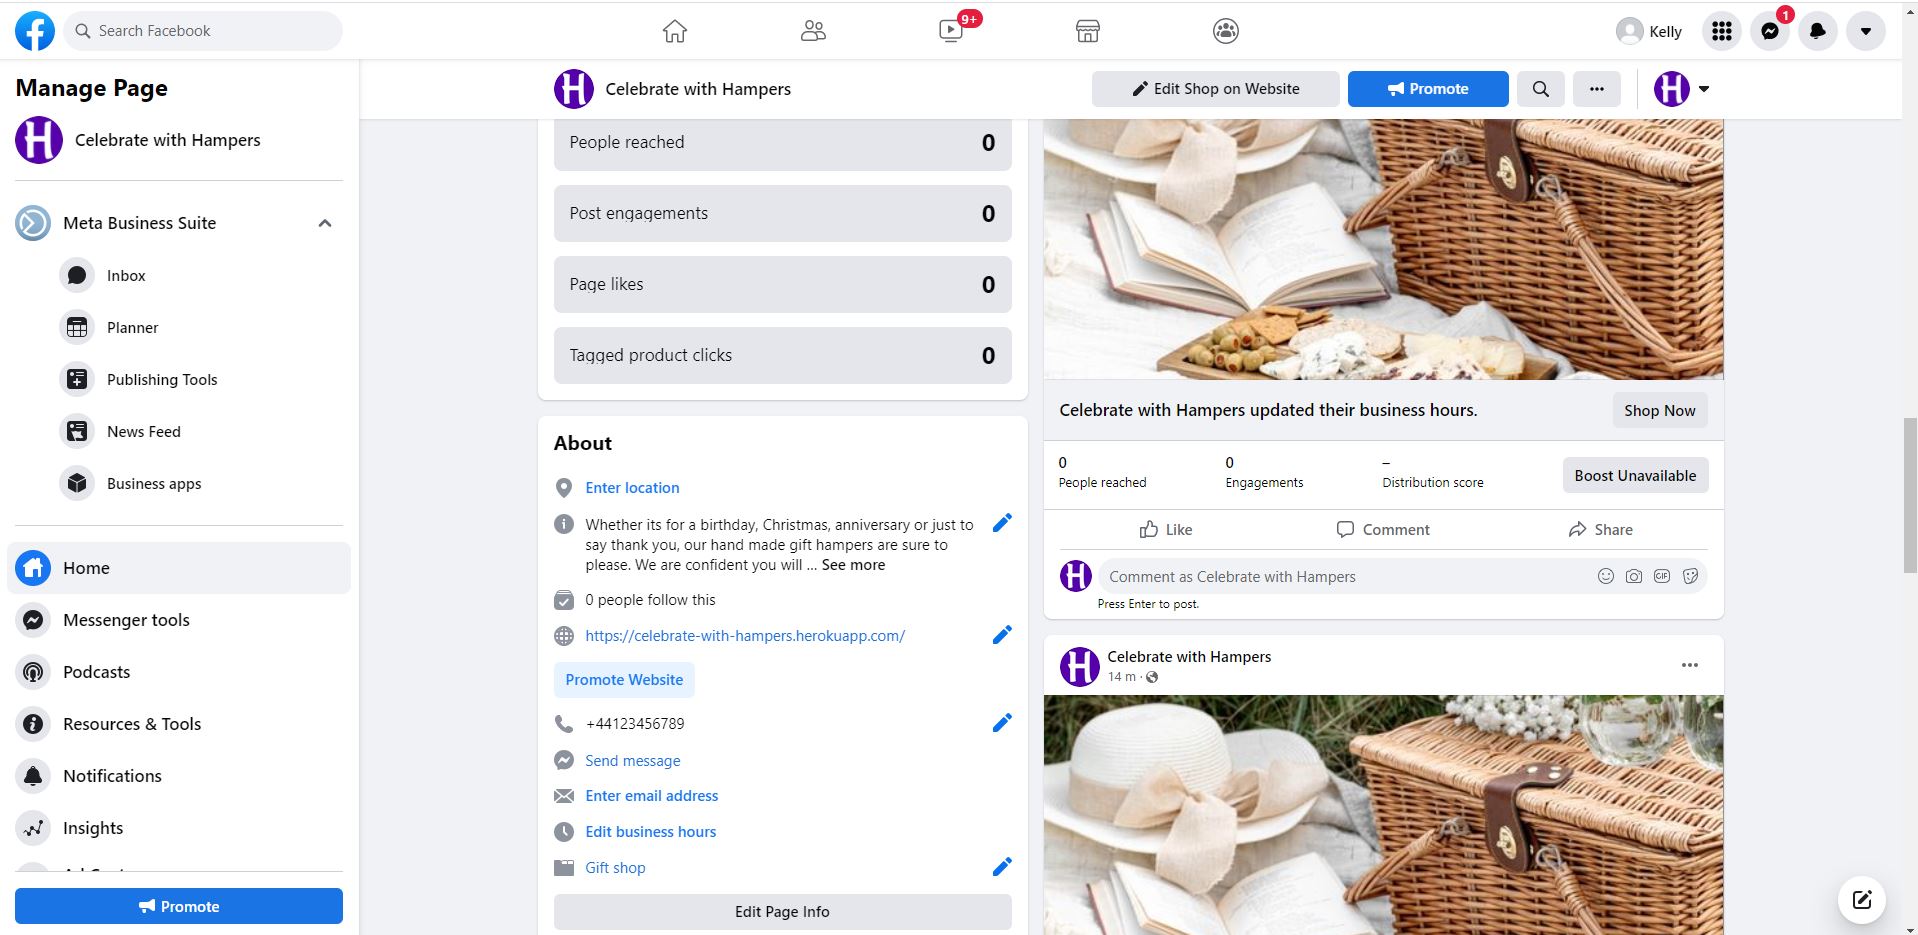 Search Facebook
9+
Kelly
1
Manage Page
Celebrate with Hampers
Meta Business Suite
Inbox
Planner
Publishing Tools
News Feed
Business apps
Home
Messenger tools
Podcasts
Resources & Tools
Notifications
Insights
Promote
H Celebrate with Hampers
Edit Shop on Website
Promote
People reached 0
Post engagements 0
Page likes 0
Tagged product clicks 0
About
Enter location
Whether its for a birthday, Christmas, anniversary or just to
say thank you, our hand made gift hampers are sure to
please. We are confident you will ... See more
0 people follow this
https://celebrate-with-hampers.herokuapp.com/
Promote Website
+44123456789
Send message
Enter email address
Edit business hours
Gift shop
Edit Page Info
Celebrate with Hampers updated their business hours.
Shop Now
0 0 –
People reached Engagements Distribution score
Boost Unavailable
Like Comment Share
Comment as Celebrate with Hampers
GIF
Press Enter to post.
Celebrate with Hampers
14 m ·